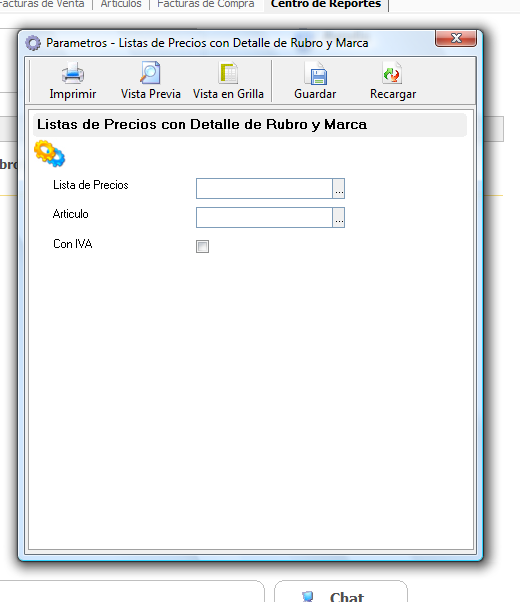 Facturas de Venta | Artículos | Facturas de Compra | Centro de Reportes
Parametros - Listas de Precios con Detalle de Rubro y Marca
Imprimir Vista Previa Vista en Grilla Guardar Recargar
Listas de Precios con Detalle de Rubro y Marca
Lista de Precios ...
Articulo ...
Con IVA
Chat